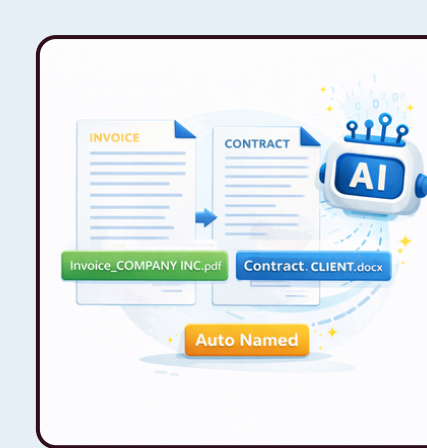 INVOICE
CONTRACT
AI
Invoice_COMPANY INC.pdf
Contract. CLIENT.docx
Auto Named